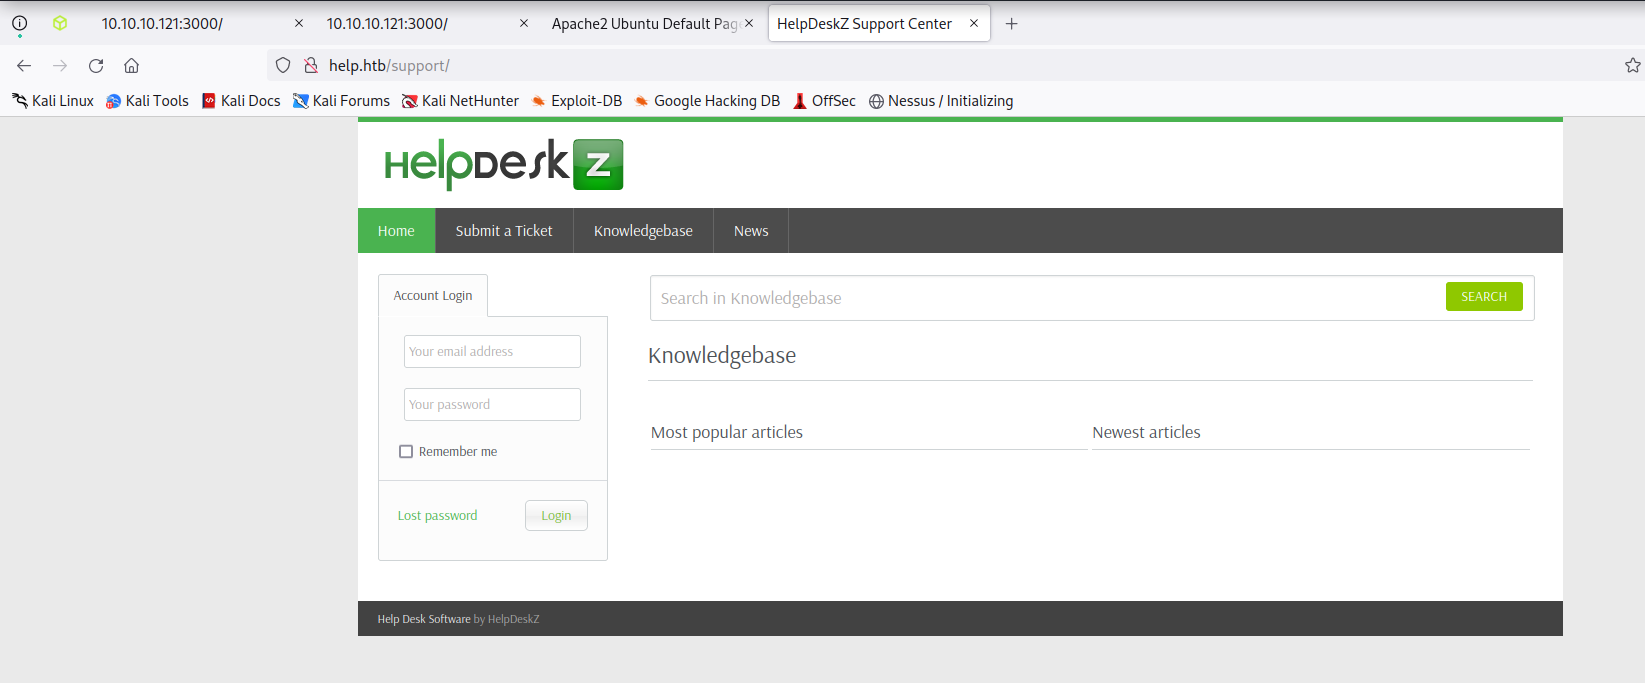 10.10.10.121:3000/ 10.10.10.121:3000/ Apache2 Ubuntu Default Pag HelpDeskZ Support Center
help.htb/support/
Kali Linux Kali Tools Kali Docs Kali Forums Kali NetHunter Exploit-DB Google Hacking DB OffSec Nessus / Initializing
HelpDesk Z
Home Submit a Ticket Knowledgebase News
Account Login
Your email address
Your password
Remember me
Lost password Login
Search in Knowledgebase SEARCH
Knowledgebase
Most popular articles Newest articles
Help Desk Software by HelpDeskZ